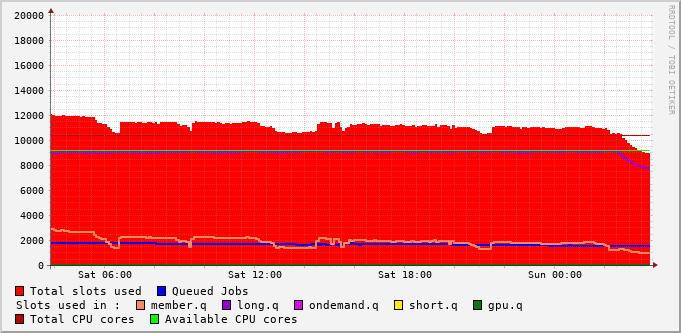 20000
18000
16000
14000
12000
10000
8000
6000
4000
2000
0
Sat 06:00 Sat 12:00 Sat 18:00 Sun 00:00
RRDTOOL / TOBI OETIKER
Total slots used Queued Jobs
Slots used in : member.q long.q ondemand.q short.q gpu.q
Total CPU cores Available CPU cores